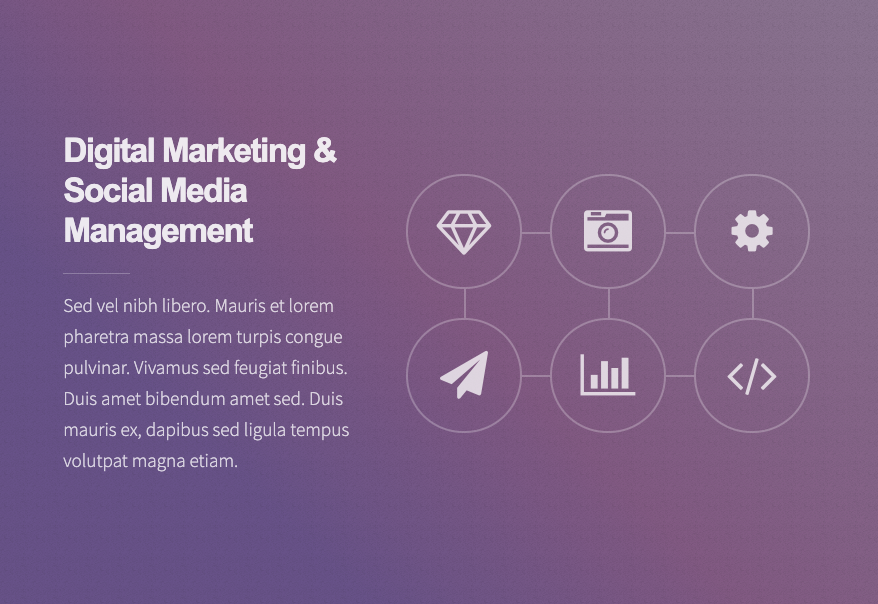 Digital Marketing &
Social Media
Management
Sed vel nibh libero. Mauris et lorem
pharetra massa lorem turpis congue
pulvinar. Vivamus sed feugiat finibus.
Duis amet bibendum amet sed. Duis
mauris ex, dapibus sed ligula tempus
volutpat magna etiam.